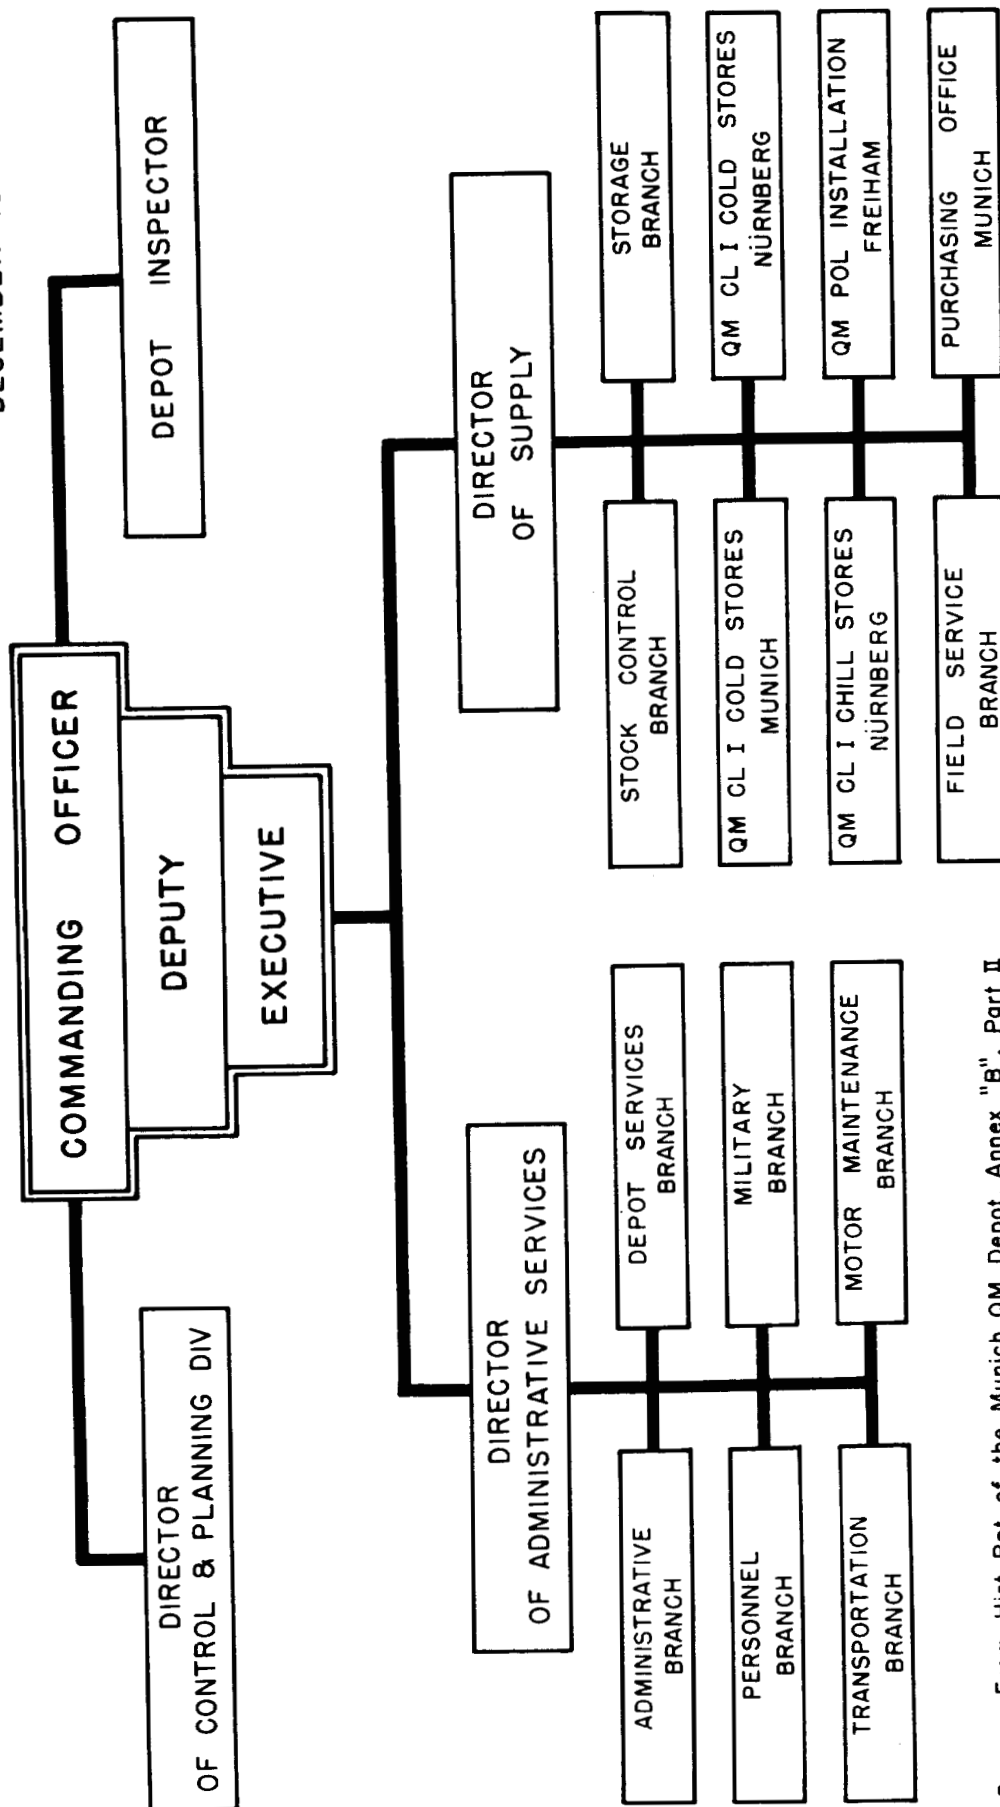 COMMANDING OFFICER
DEPUTY
EXECUTIVE
DIRECTOR
OF CONTROL & PLANNING DIV
DEPOT INSPECTOR
DIRECTOR
OF ADMINISTRATIVE SERVICES
DIRECTOR
OF SUPPLY
ADMINISTRATIVE
BRANCH
DEPOT SERVICES
BRANCH
PERSONNEL
BRANCH
MILITARY
BRANCH
TRANSPORTATION
BRANCH
MOTOR MAINTENANCE
BRANCH
STOCK CONTROL
BRANCH
STORAGE
BRANCH
QM CL I COLD STORES
MUNICH
QM CL I COLD STORES
NÜRNBERG
QM CL I CHILL STORES
NÜRNBERG
QM POL INSTALLATION
FREIHAM
FIELD SERVICE
BRANCH
PURCHASING OFFICE
MUNICH
of the Munich QM Depot Annex "B", Part II